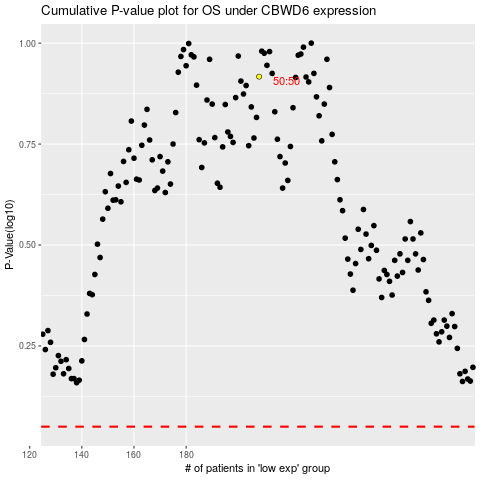 Cumulative P-value plot for OS under CBWD6 expression
P-Value(log10)
1.00
0.75
0.50
0.25
50:50
120 140 160 180
# of patients in 'low exp' group